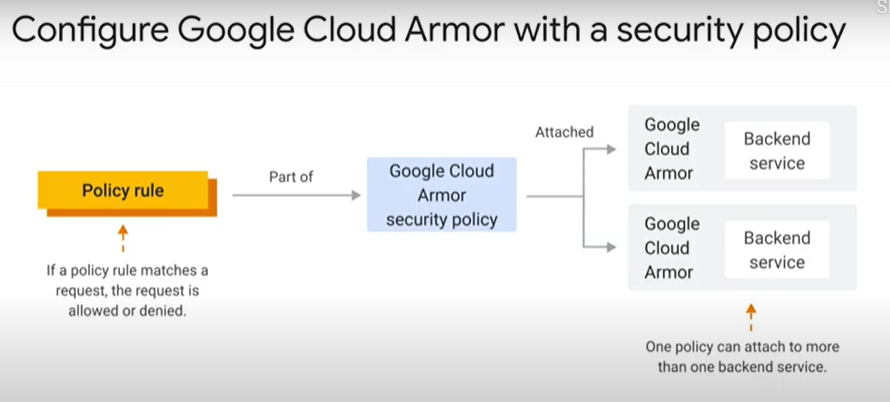 S
Configure Google Cloud Armor with a security policy
Policy rule
If a policy rule matches a
request, the request is
allowed or denied.
Part of
Google Cloud
Armor
security policy
Attached
Google
Cloud
Armor
Backend
service
Google
Cloud
Armor
Backend
service
One policy can attach to more
than one backend service.